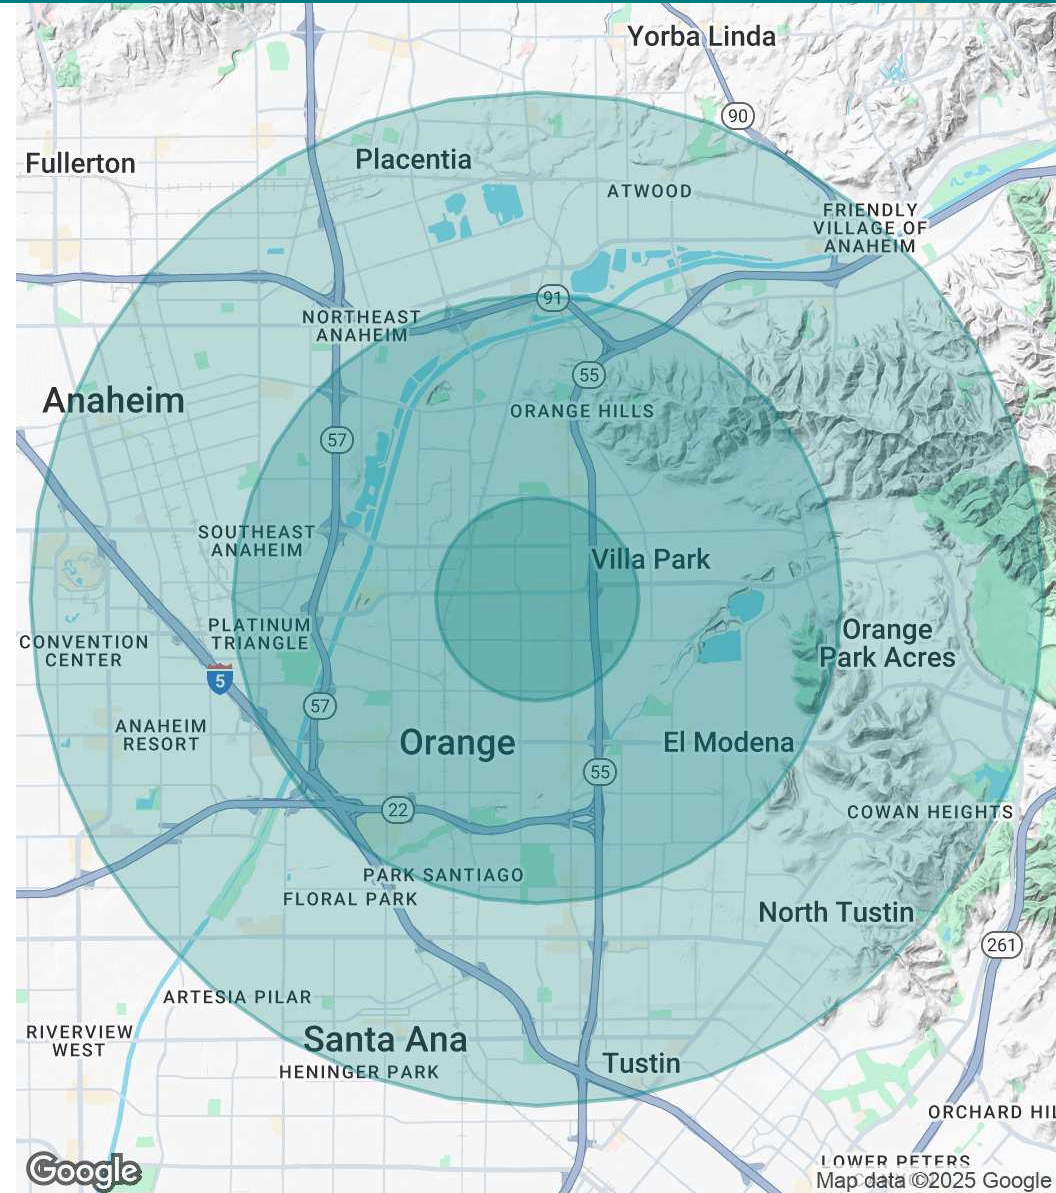 Yorba Linda
90
Fullerton
Placentia
ATWOOD
FRIENDLY
VILLAGE OF
ANAHEIM
91
NORTHEAST
ANAHEIM
55
Anaheim
ORANGE HILLS
57
SOUTHEAST
ANAHEIM
Villa Park
PLATINUM
TRIANGLE
CONVENTION
CENTER
Orange
Park Acres
5
57
ANAHEIM
RESORT
Orange
El Modena
55
22
COWAN HEIGHTS
PARK SANTIAGO
FLORAL PARK
North Tustin
261
ARTESIA PILAR
RIVERVIEW
WEST
Santa Ana
HENINGER PARK
Tustin
ORCHARD HIL
LOWER PETERS
Google
Map data ©2025 Google